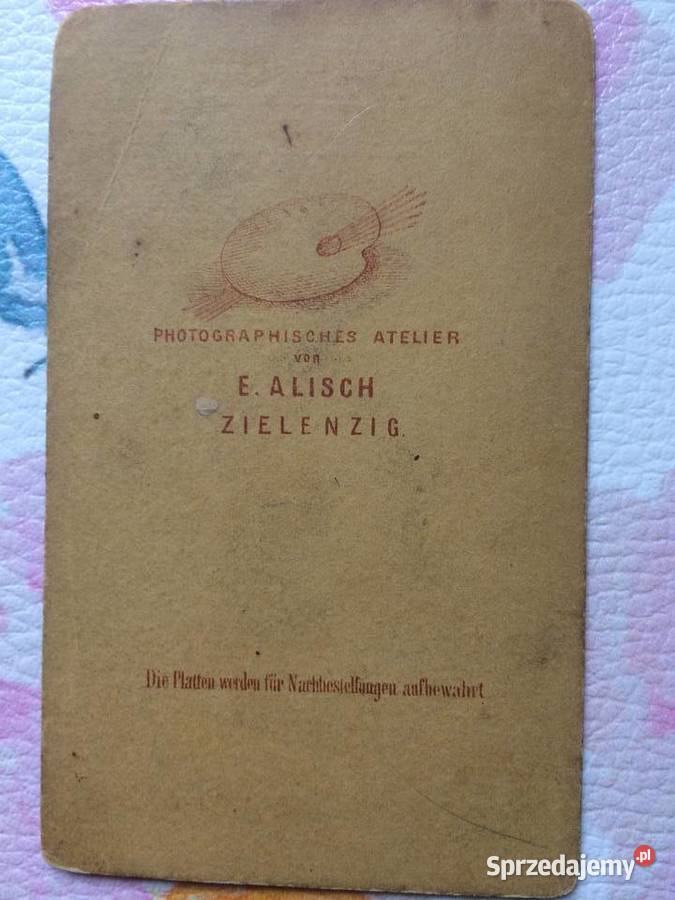 PHOTOGRAPHISCHES ATELIER
von
E. ALISCH
ZIELENZIG.
Die Platten werden für Nachbestellungen aufbewahrt
Sprzedajemy.pl